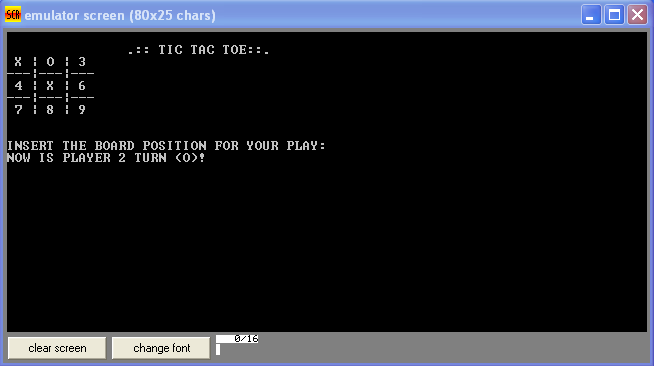 emulator screen (80x25 chars)
.:: TIC TAC TOE::.
X ¦ O ¦ 3
---¦---¦---
4 ¦ X ¦ 6
---¦---¦---
7 ¦ 8 ¦ 9
INSERT THE BOARD POSITION FOR YOUR PLAY:
NOW IS PLAYER 2 TURN (O)!
clear screen
change font
0/16